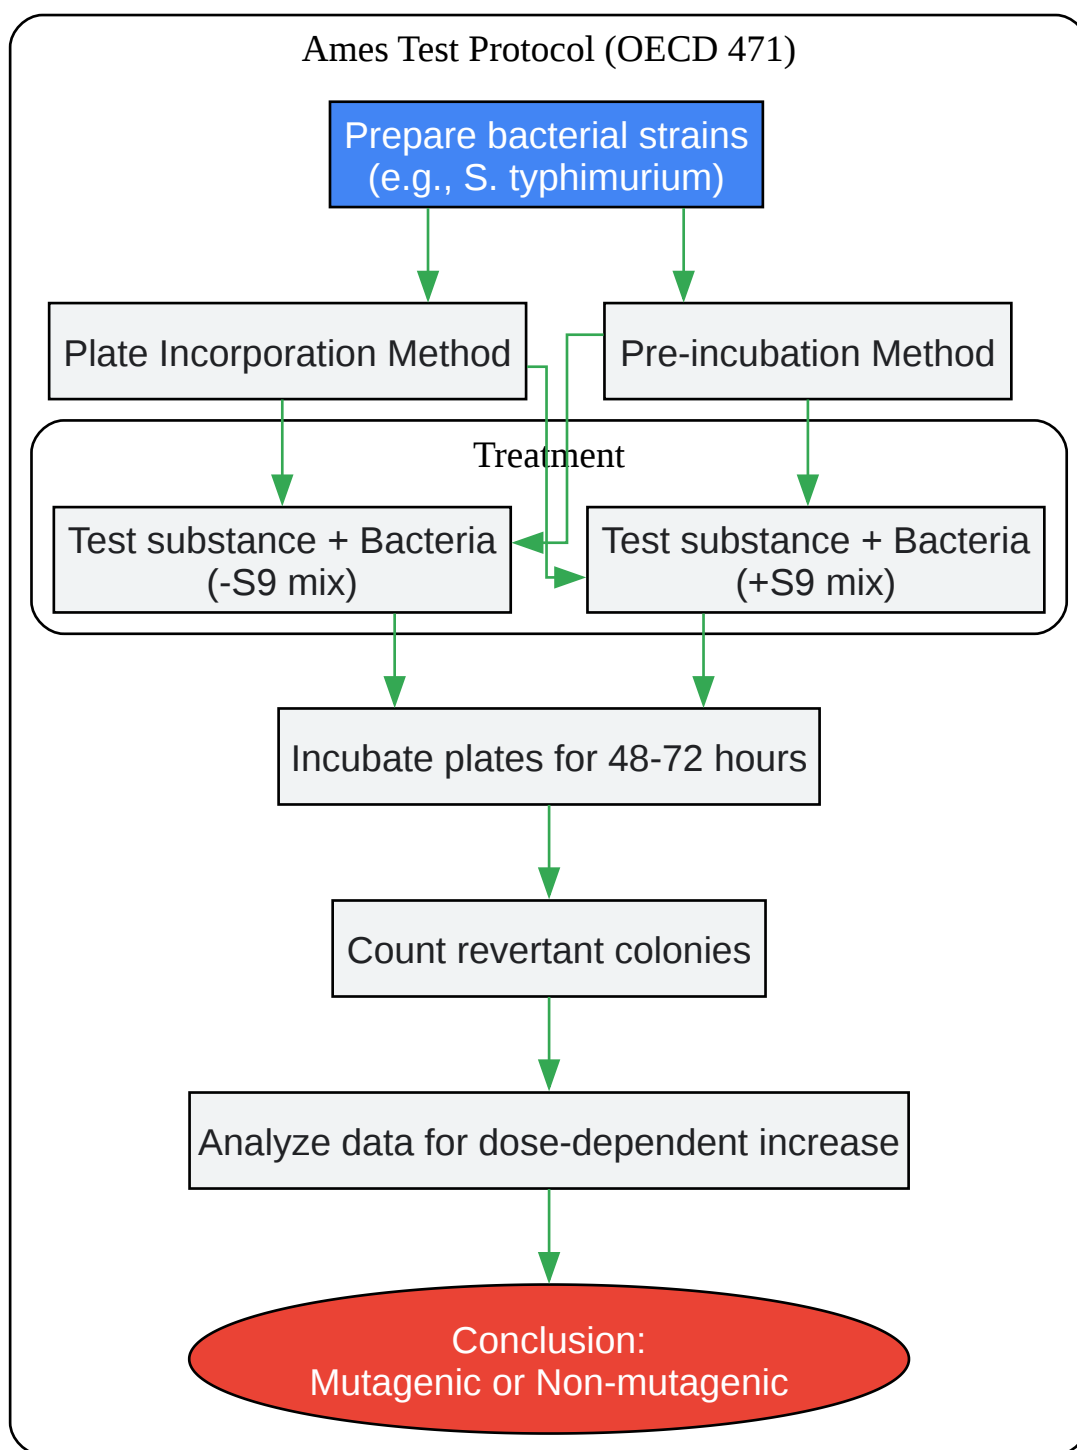 Ames Test Protocol (OECD 471)
Prepare bacterial strains
(e.g., S. typhimurium)
Plate Incorporation Method
Pre-incubation Method
Treatment
Test substance + Bacteria
(-S9 mix)
Test substance + Bacteria
(+S9 mix)
Incubate plates for 48-72 hours
Count revertant colonies
Analyze data for dose-dependent increase
Conclusion:
Mutagenic or Non-mutagenic